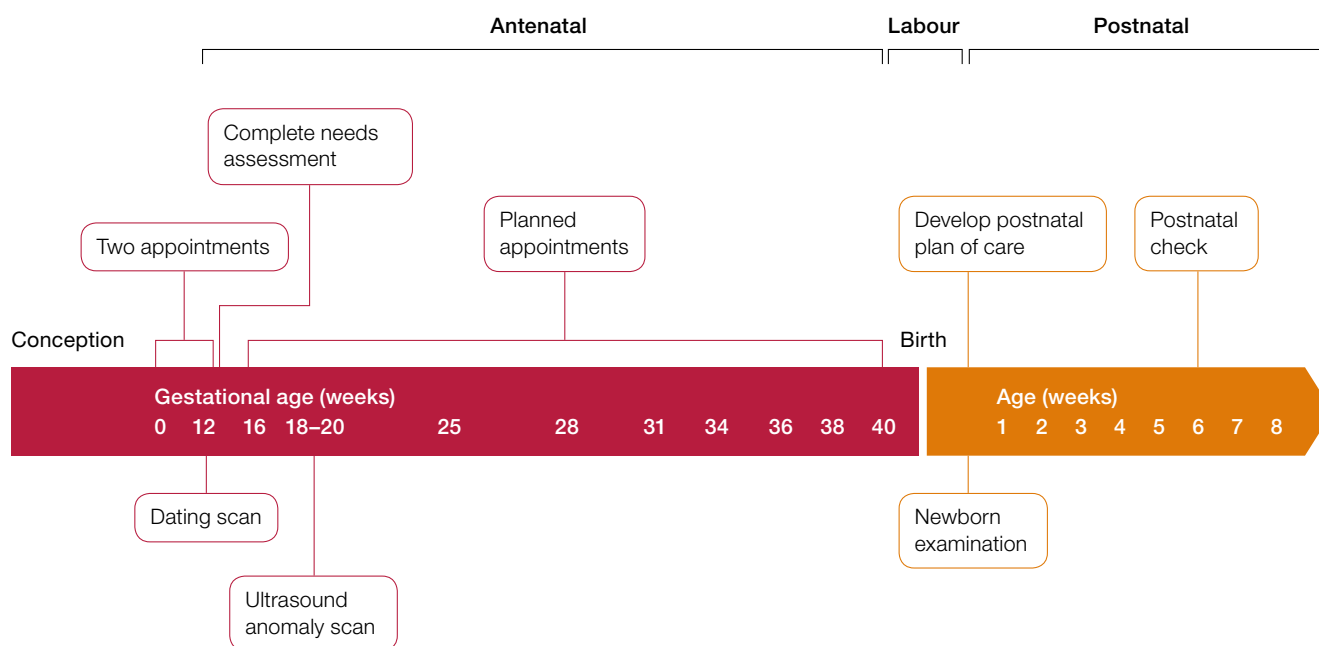 Antenatal
Labour
Postnatal
Complete needs
assessment
Two appointments
Planned
appointments
Develop postnatal
plan of care
Postnatal
check
Conception
Birth
Gestational age (weeks)
0 12 16 18–20 25 28 31 34 36 38 40
Age (weeks)
1 2 3 4 5 6 7 8
Dating scan
Ultrasound
anomaly scan
Newborn
examination